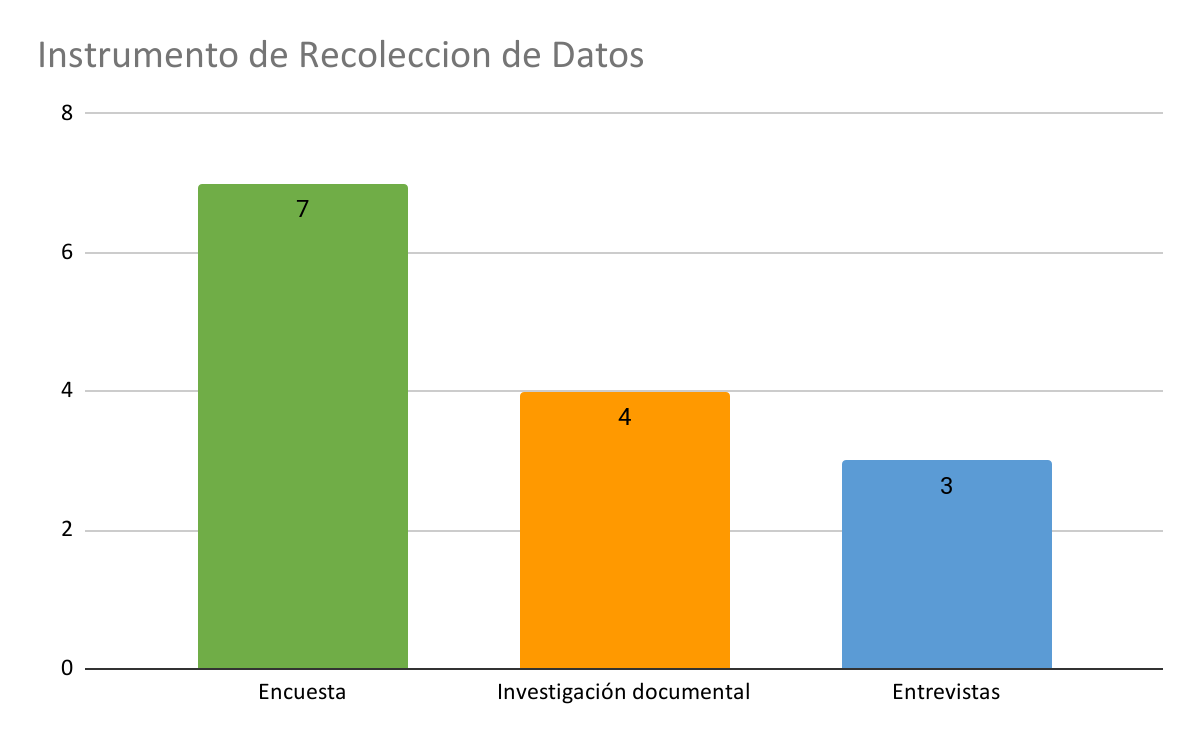 Instrumento de Recoleccion de Datos
8
7
6
4
4
3
2
0
Encuesta
Investigación documental
Entrevistas